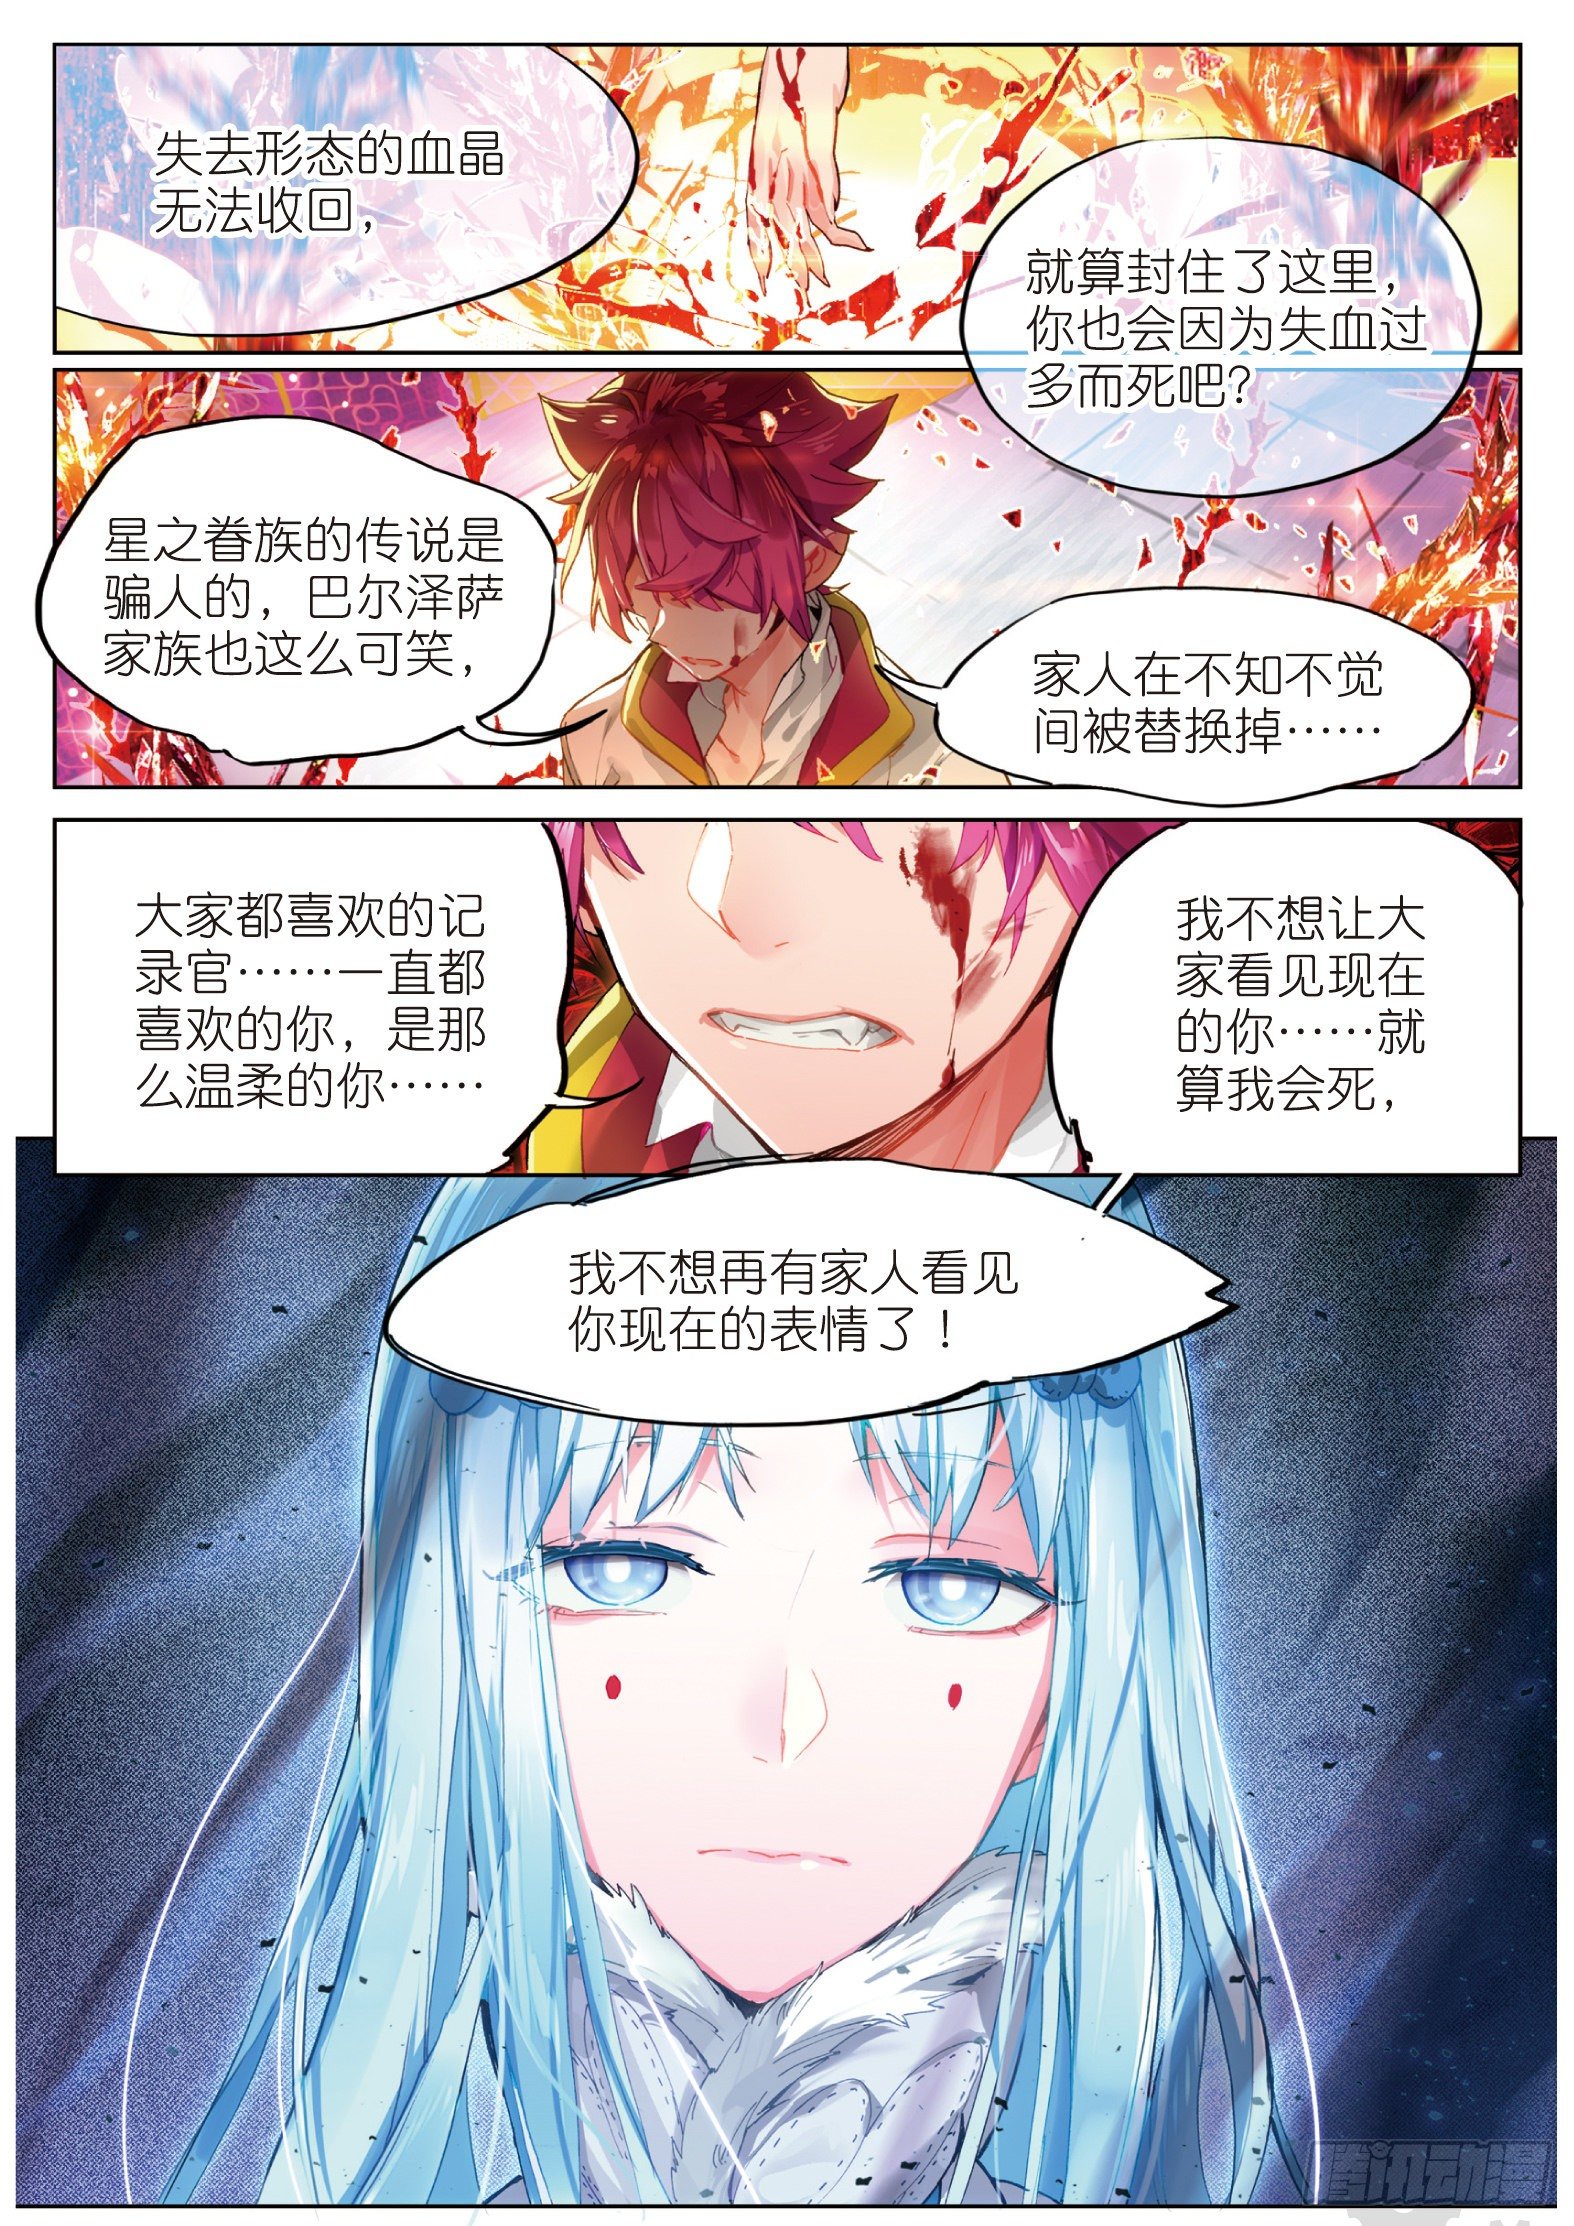 失去形态的血晶
无法收回，
就算封住了这里，
你也会因为失血过
多而死吧？
星之眷族的传说是
骗人的，巴尔泽萨
家族也这么可笑，
家人在不知不觉
间被替换掉……
大家都喜欢的记
录官……一直都
喜欢的你，是那
么温柔的你……
我不想让大
家看见现在
的你……就
算我会死，
我不想再有家人看见
你现在的表情了！
腾讯动漫